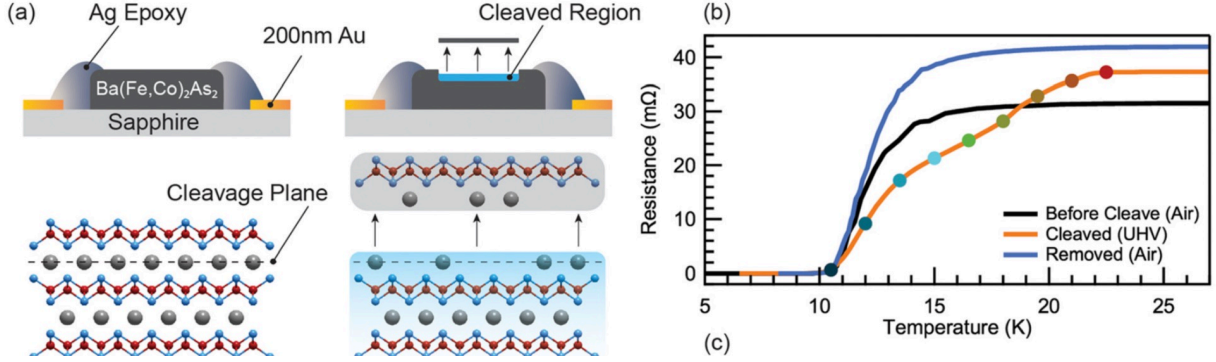 (a)
Ag Epoxy
200nm Au
Cleaved Region
Ba(Fe,Co)₂As₂
Sapphire
Cleavage Plane
(b)
Resistance (mΩ)
40
30
20
10
0
Before Cleave (Air)
Cleaved (UHV)
Removed (Air)
5
10
15
20
25
Temperature (K)
(c)